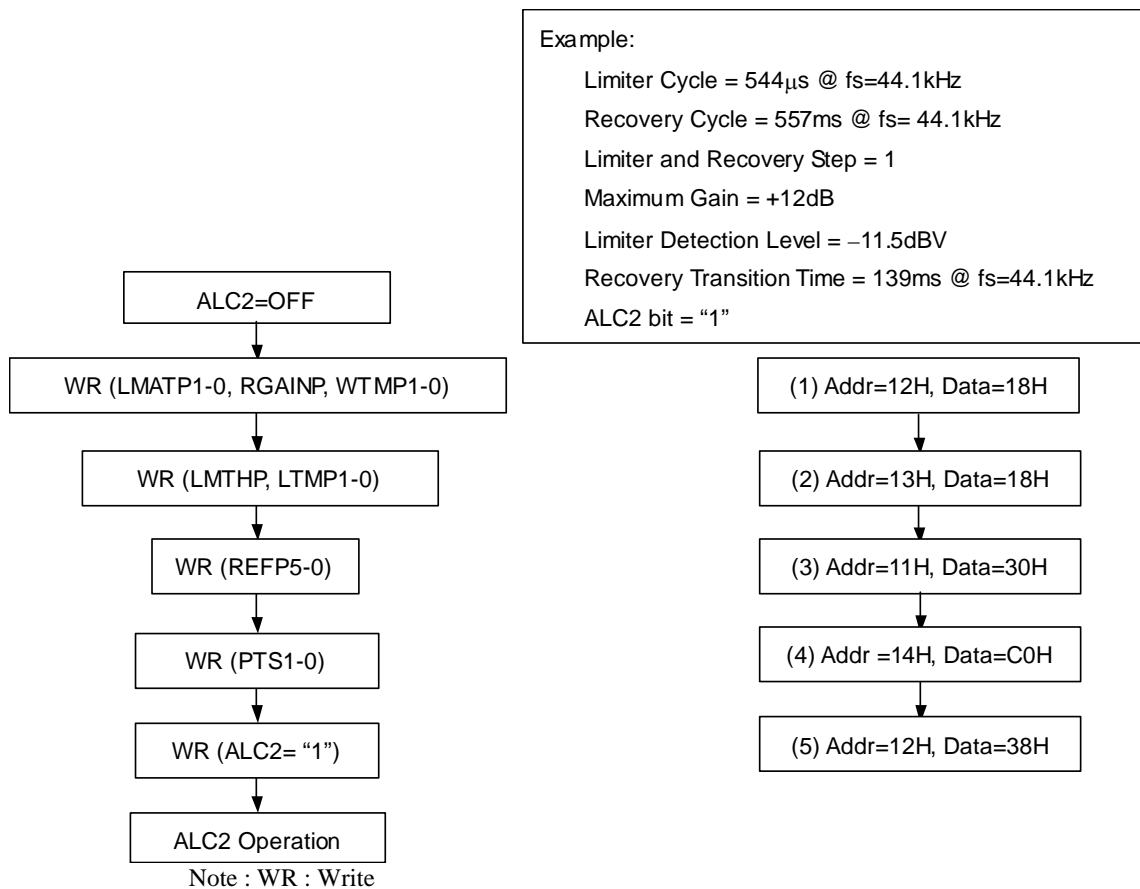 Example:
Limiter Cycle = 544μs @ fs=44.1kHz
Recovery Cycle = 557ms @ fs= 44.1kHz
Limiter and Recovery Step = 1
Maximum Gain = +12dB
Limiter Detection Level = –11.5dBV
Recovery Transition Time = 139ms @ fs=44.1kHz
ALC2 bit = “1”
ALC2=OFF
WR (LMATP1-0, RGAINP, WTMP1-0)
WR (LMTHP, LTMP1-0)
WR (REFP5-0)
WR (PTS1-0)
WR (ALC2= “1”)
ALC2 Operation
Note : WR : Write
(1) Addr=12H, Data=18H
(2) Addr=13H, Data=18H
(3) Addr=11H, Data=30H
(4) Addr =14H, Data=C0H
(5) Addr=12H, Data=38H